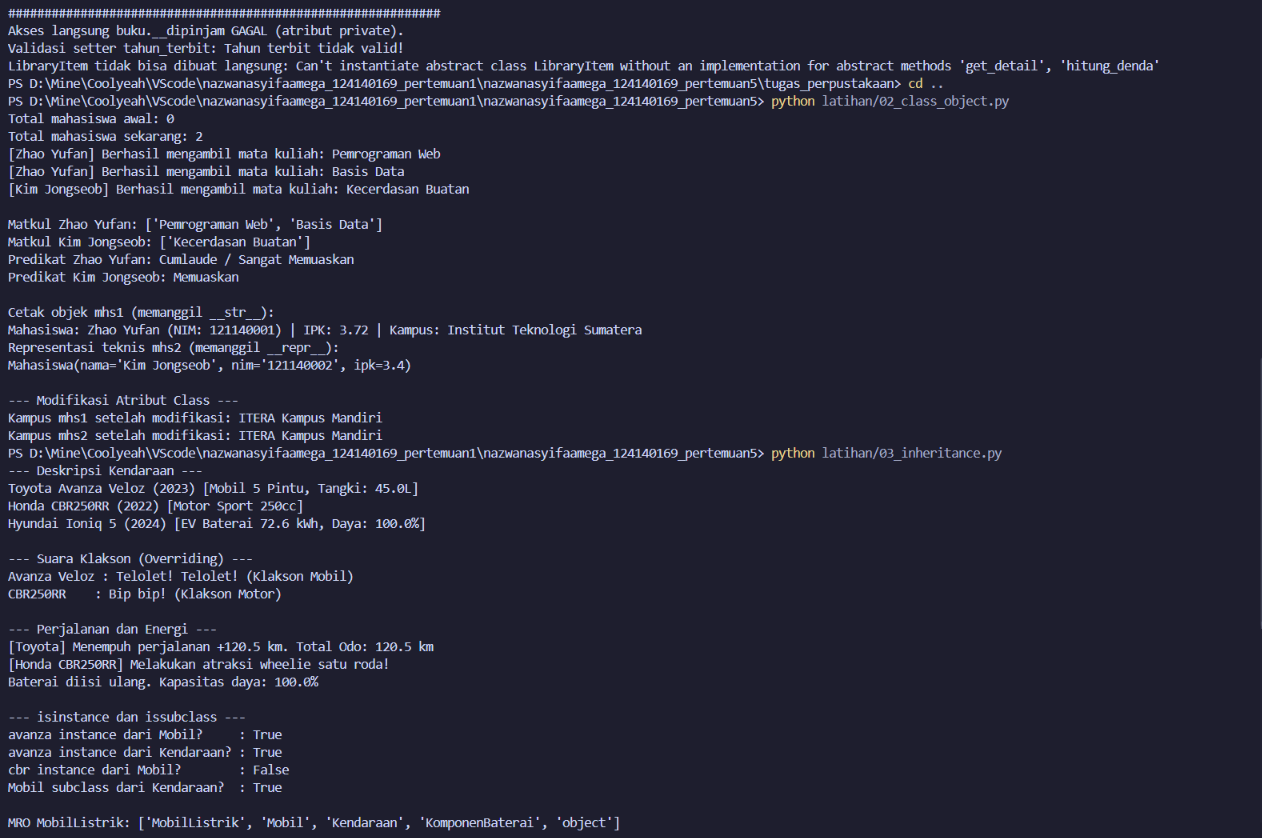 ###########################################################
Akses langsung buku.__dipinjam GAGAL (atribut private).
Validasi setter tahun_terbit: Tahun terbit tidak valid!
LibraryItem tidak bisa dibuat langsung: Can't instantiate abstract class LibraryItem without an implementation for abstract methods 'get_detail', 'hitung_denda'
PS D:\Mine\Coolyeah\VScode\nazwanasyifaamega_124140169_pertemuan1\nazwanasyifaamega_124140169_pertemuan5\tugas_perpustakaan> cd ..
PS D:\Mine\Coolyeah\VScode\nazwanasyifaamega_124140169_pertemuan1\nazwanasyifaamega_124140169_pertemuan5> python latihan/02_class_object.py
Total mahasiswa awal: 0
Total mahasiswa sekarang: 2
[Zhao Yufan] Berhasil mengambil mata kuliah: Pemrograman Web
[Zhao Yufan] Berhasil mengambil mata kuliah: Basis Data
[Kim Jongseob] Berhasil mengambil mata kuliah: Kecerdasan Buatan

Matkul Zhao Yufan: ['Pemrograman Web', 'Basis Data']
Matkul Kim Jongseob: ['Kecerdasan Buatan']
Predikat Zhao Yufan: Cumlaude / Sangat Memuaskan
Predikat Kim Jongseob: Memuaskan

Cetak objek mhs1 (memanggil __str__):
Mahasiswa: Zhao Yufan (NIM: 121140001) | IPK: 3.72 | Kampus: Institut Teknologi Sumatera
Representasi teknis mhs2 (memanggil __repr__):
Mahasiswa(nama='Kim Jongseob', nim='121140002', ipk=3.4)

--- Modifikasi Atribut Class ---
Kampus mhs1 setelah modifikasi: ITERA Kampus Mandiri
Kampus mhs2 setelah modifikasi: ITERA Kampus Mandiri
PS D:\Mine\Coolyeah\VScode\nazwanasyifaamega_124140169_pertemuan1\nazwanasyifaamega_124140169_pertemuan5> python latihan/03_inheritance.py
--- Deskripsi Kendaraan ---
Toyota Avanza Veloz (2023) [Mobil 5 Pintu, Tangki: 45.0L]
Honda CBR250RR (2022) [Motor Sport 250cc]
Hyundai Ioniq 5 (2024) [EV Baterai 72.6 kWh, Daya: 100.0%]

--- Suara Klakson (Overriding) ---
Avanza Veloz : Telolet! Telolet! (Klakson Mobil)
CBR250RR    : Bip bip! (Klakson Motor)

--- Perjalanan dan Energi ---
[Toyota] Menempuh perjalanan +120.5 km. Total Odo: 120.5 km
[Honda CBR250RR] Melakukan atraksi wheelie satu roda!
Baterai diisi ulang. Kapasitas daya: 100.0%

--- isinstance dan issubclass ---
avanza instance dari Mobil?     : True
avanza instance dari Kendaraan? : True
cbr instance dari Mobil?        : False
Mobil subclass dari Kendaraan?  : True

MRO MobilListrik: ['MobilListrik', 'Mobil', 'Kendaraan', 'KomponenBaterai', 'object']